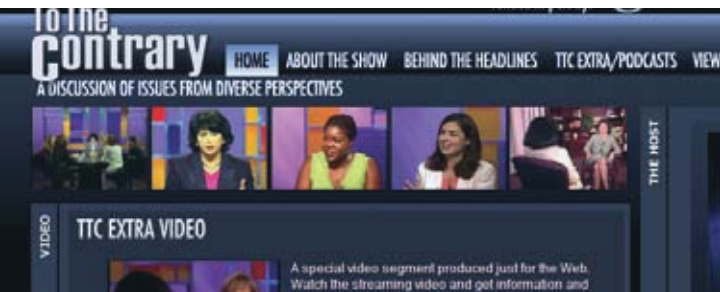 To The
Contrary
HOME ABOUT THE SHOW BEHIND THE HEADLINES TTC EXTRA/PODCASTS VIEW
A DISCUSSION OF ISSUES FROM DIVERSE PERSPECTIVES
THE HOST
VIDEO
TTC EXTRA VIDEO
A special video segment produced just for the Web.
Watch the streaming video and get information and